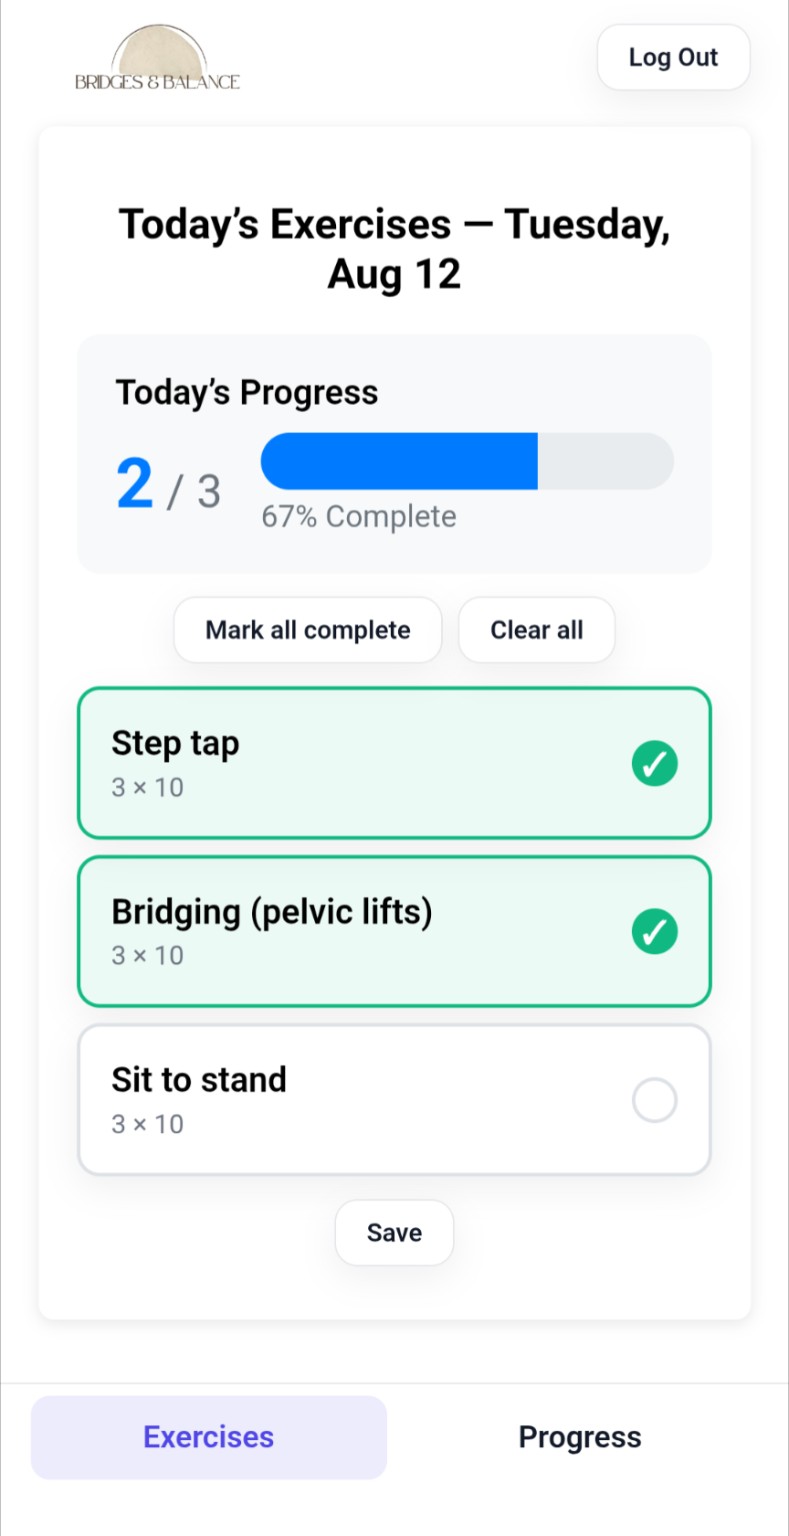 BRIDGES & BALANCE
Log Out
Today’s Exercises — Tuesday,
Aug 12
Today’s Progress
2 / 3
67% Complete
Mark all complete
Clear all
Step tap
3 × 10
Bridging (pelvic lifts)
3 × 10
Sit to stand
3 × 10
Save
Exercises
Progress